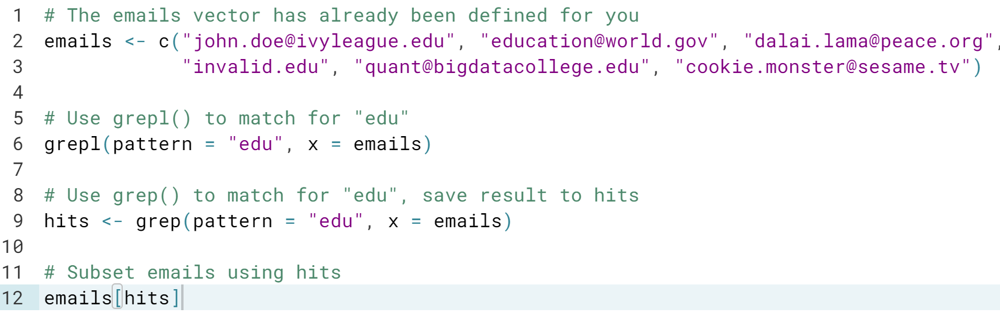 1 # The emails vector has already been defined for you
2 emails <- c("john.doe@ivyleague.edu", "education@world.gov", "dalai.lama@peace.org",
3             "invalid.edu", "quant@bigdatacollege.edu", "cookie.monster@sesame.tv")
4
5 # Use grepl() to match for "edu"
6 grepl(pattern = "edu", x = emails)
7
8 # Use grep() to match for "edu", save result to hits
9 hits <- grep(pattern = "edu", x = emails)
10
11 # Subset emails using hits
12 emails[hits]